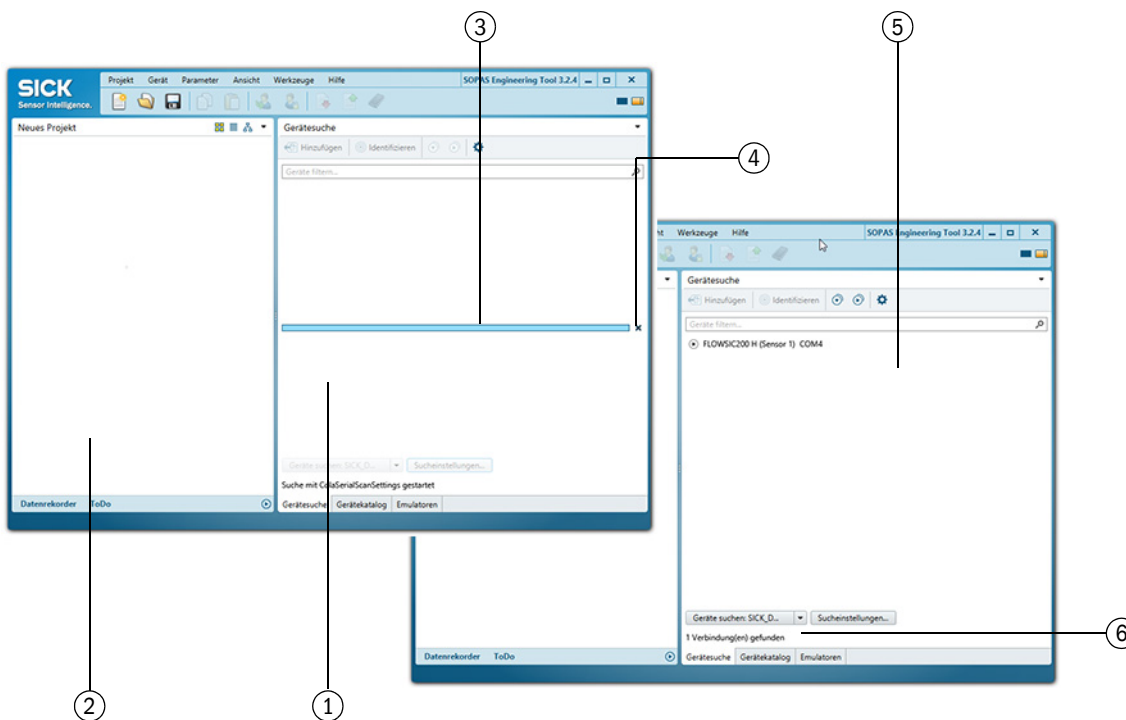 3
5
SICK
Sensor Intelligence.
Projekt Gerät Parameter Ansicht Werkzeuge Hilfe
SOPAS Engineering Tool 3.2.4
Neues Projekt
Gerätesuche
Hinzufügen Identifizieren
Geräte filtern...
4
Werkzeuge Hilfe
SOPAS Engineering Tool 3.2.4
Gerätesuche
Hinzufügen Identifizieren
Geräte filtern...
FLOWSIC200 H (Sensor 1) COM4
Geräte suchen: SICK_D... Sucheinstellungen...
Suche mit ColaSerialScanSettings gestartet
Datenrekorder ToDo
Gerätesuche Gerätekatalog Emulatoren
Geräte suchen: SICK_D... Sucheinstellungen...
1 Verbindung(en) gefunden
6
Datenrekorder ToDo
Gerätesuche Gerätekatalog Emulatoren
2
1